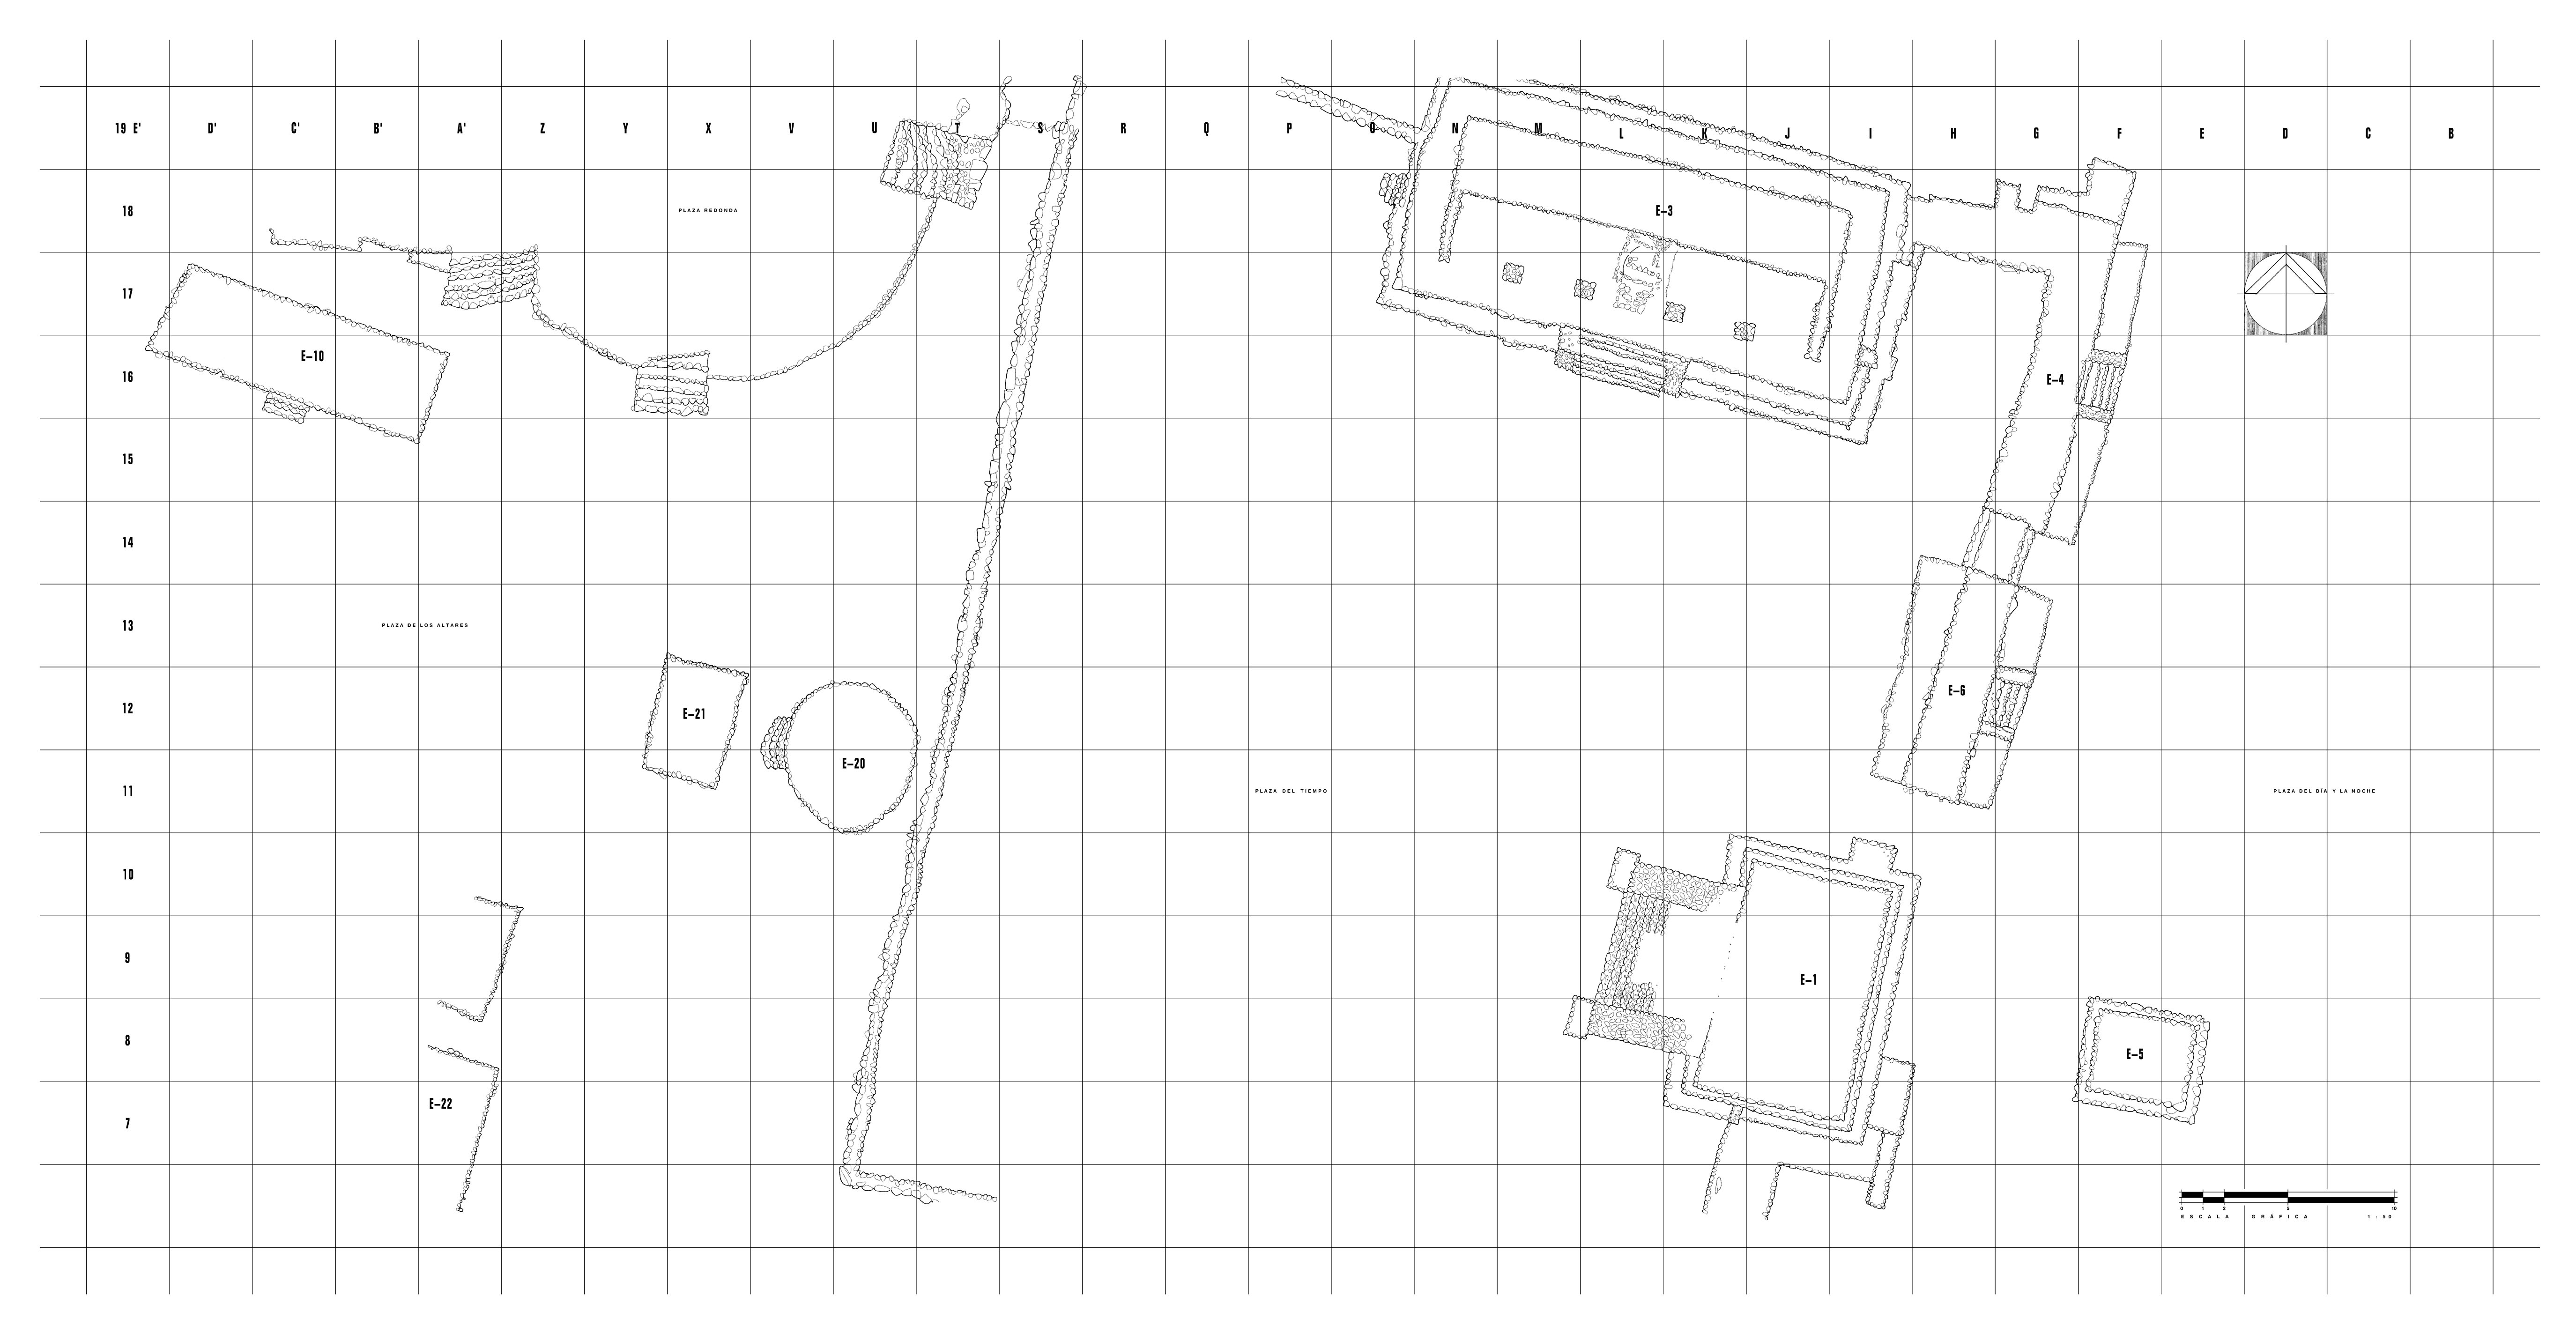 19 E' D' C' B' A' Z Y X V U T S R Q P O N M L K J I H G F E D C B
18 PLAZA REDONDA E-3
17
E-10
16 E-4
15
14
13 PLAZA DE LOS ALTARES
E-6
12 E-21
E-20
11 PLAZA DEL TIEMPO PLAZA DEL DÍA Y LA NOCHE
10
9
E-1
8
E-5
E-22
7
0 1 2 5 10
ESCALA GRÁFICA 1:50